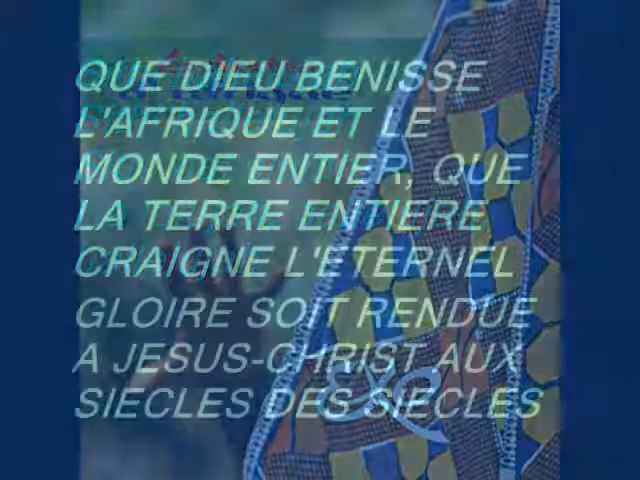 QUE DIEU BENISSE
L'AFRIQUE ET LE
MONDE ENTIER, QUE
LA TERRE ENTIERE
CRAIGNE L'ETERNEL
GLOIRE SOIT RENDUE
A JESUS-CHRIST AUX
SIECLES DES SIECLES